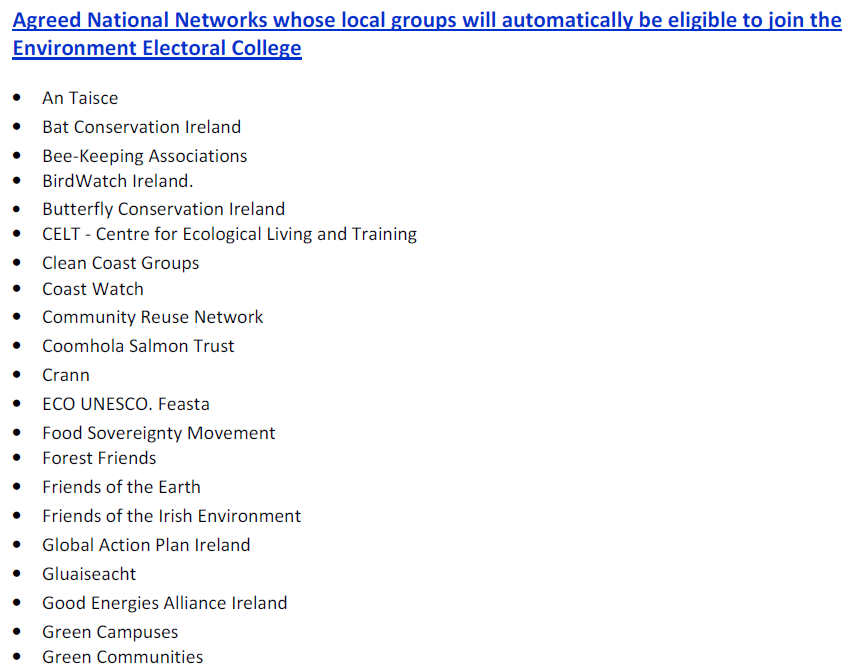 Agreed National Networks whose local groups will automatically be eligible to join the
Environment Electoral College
• An Taisce
• Bat Conservation Ireland
• Bee-Keeping Associations
• BirdWatch Ireland.
• Butterfly Conservation Ireland
• CELT - Centre for Ecological Living and Training
• Clean Coast Groups
• Coast Watch
• Community Reuse Network
• Coomhola Salmon Trust
• Crann
• ECO UNESCO. Feasta
• Food Sovereignty Movement
• Forest Friends
• Friends of the Earth
• Friends of the Irish Environment
• Global Action Plan Ireland
• Gluaiseacht
• Good Energies Alliance Ireland
• Green Campuses
• Green Communities